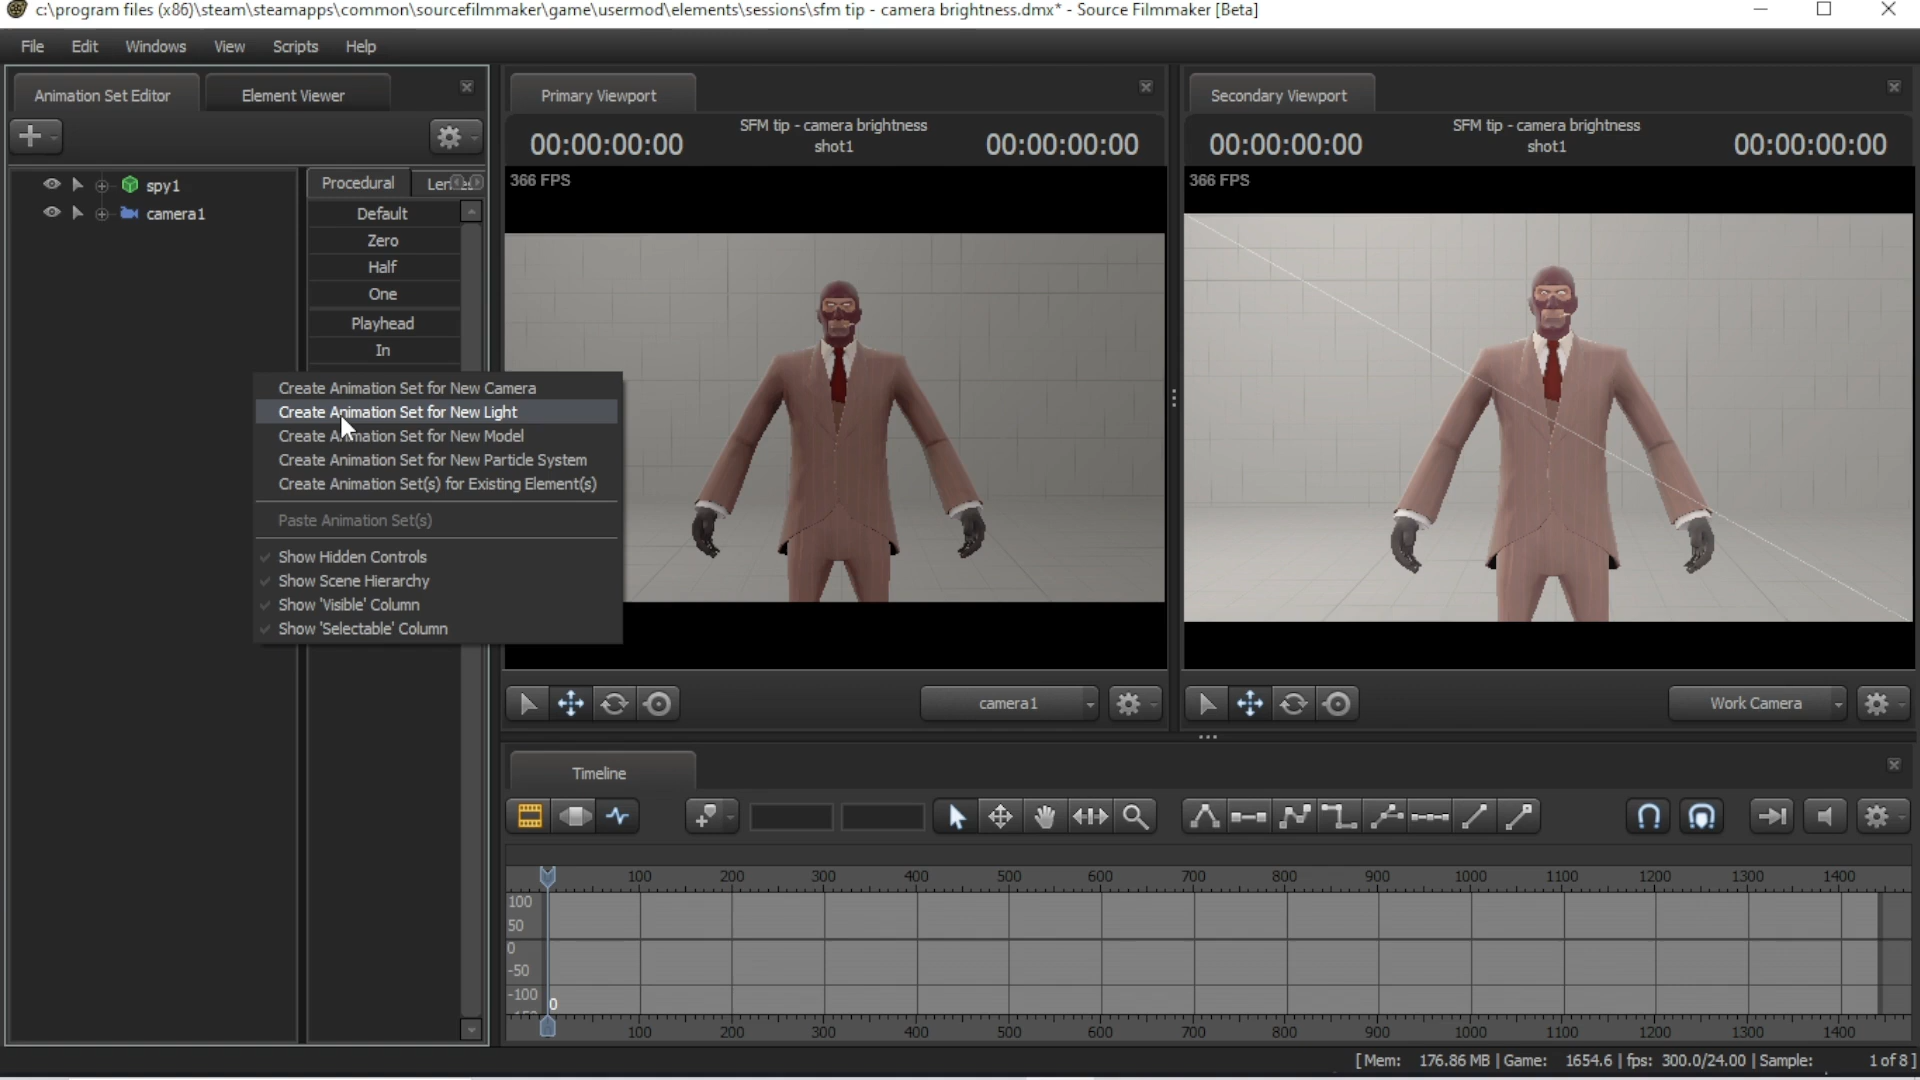 c:\program files (x86)\steam\steamapps\common\sourcefilmmaker\game\usermod\elements\sessions\sfm tip - camera brightness.dmx* - Source Filmmaker [Beta]
File Edit Windows View Scripts Help
Animation Set Editor Element Viewer
Primary Viewport
Secondary Viewport
00:00:00:00 SFM tip - camera brightness 00:00:00:00
shot1
00:00:00:00 SFM tip - camera brightness 00:00:00:00
shot1
366 FPS
366 FPS
spy1
camera1
Procedural
Default
Zero
Half
One
Playhead
In
Create Animation Set for New Camera
Create Animation Set for New Light
Create Animation Set for New Model
Create Animation Set for New Particle System
Create Animation Set(s) for Existing Element(s)
Paste Animation Set(s)
Show Hidden Controls
Show Scene Hierarchy
Show 'Visible' Column
Show 'Selectable' Column
camera1
Work Camera
Timeline
100 200 300 400 500 600 700 800 900 1000 1100 1200 1300 1400
100
50
0
-50
-100
0
100 200 300 400 500 600 700 800 900 1000 1100 1200 1300 1400
[ Mem: 176.86 MB | Game: 1654.6 | fps: 300.0/24.00 | Sample: 1 of 8 ]